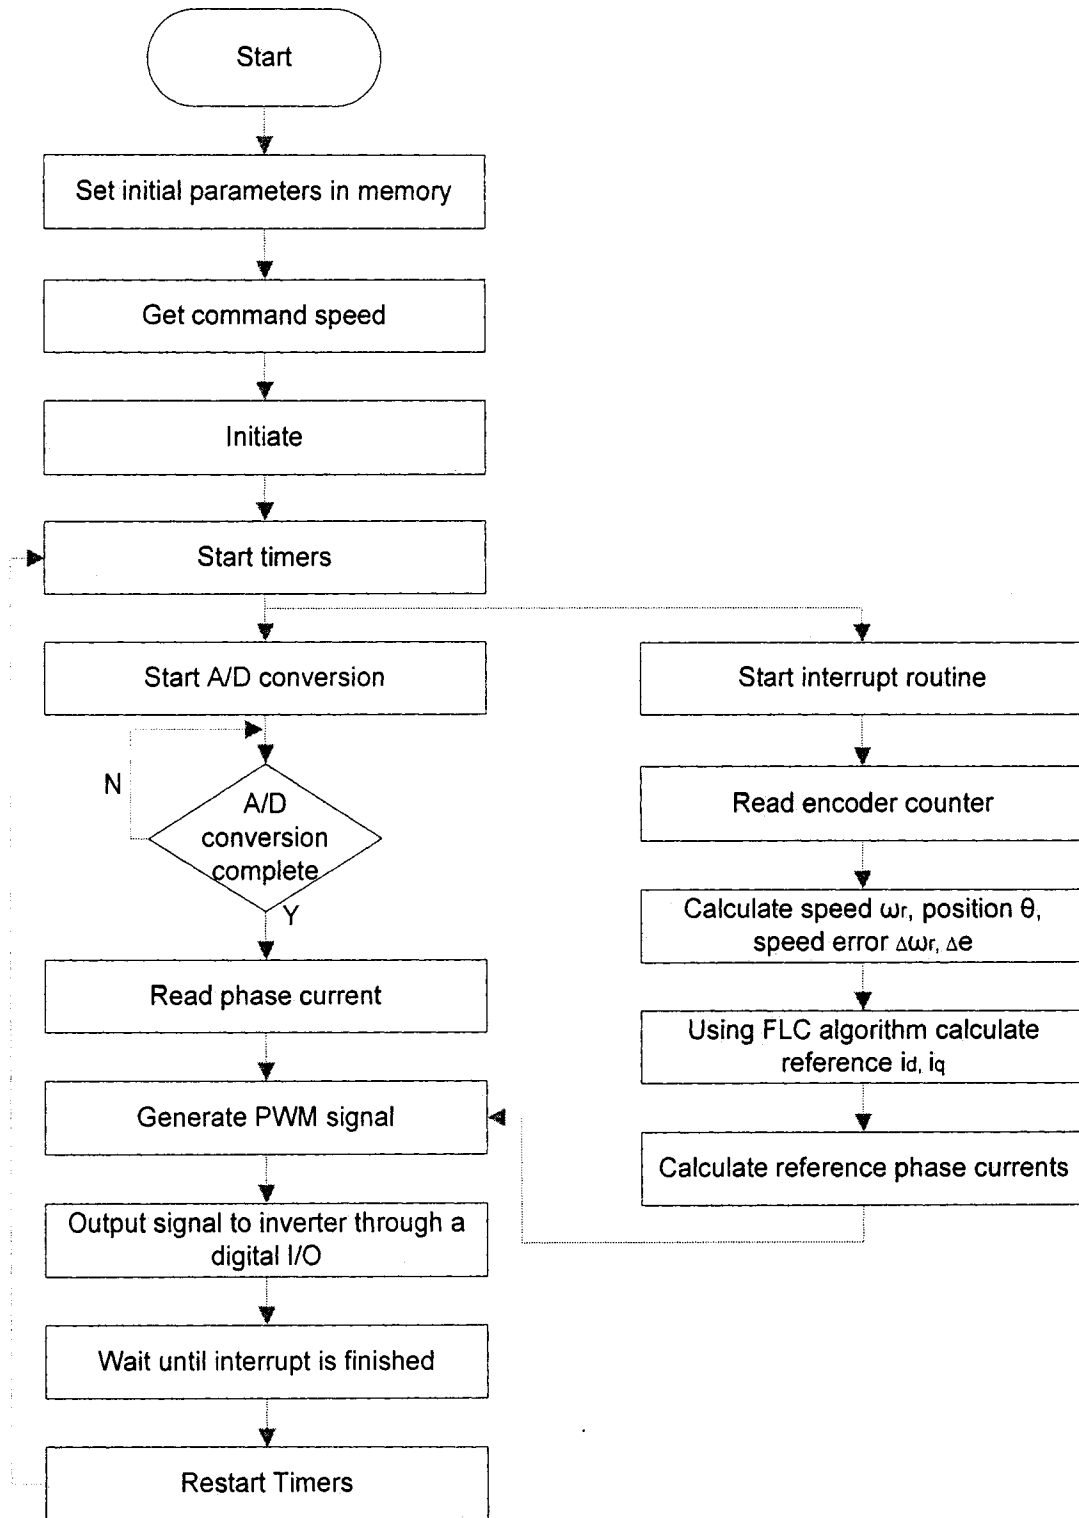 Start
Set initial parameters in memory
Get command speed
Initiate
Start timers
Start A/D conversion
N
A/D
conversion
complete
Y
Read phase current
Generate PWM signal
Output signal to inverter through a
digital I/O
Wait until interrupt is finished
Restart Timers
Start interrupt routine
Read encoder counter
Calculate speed ωr, position θ,
speed error Δωr, Δe
Using FLC algorithm calculate
reference id, iq
Calculate reference phase currents